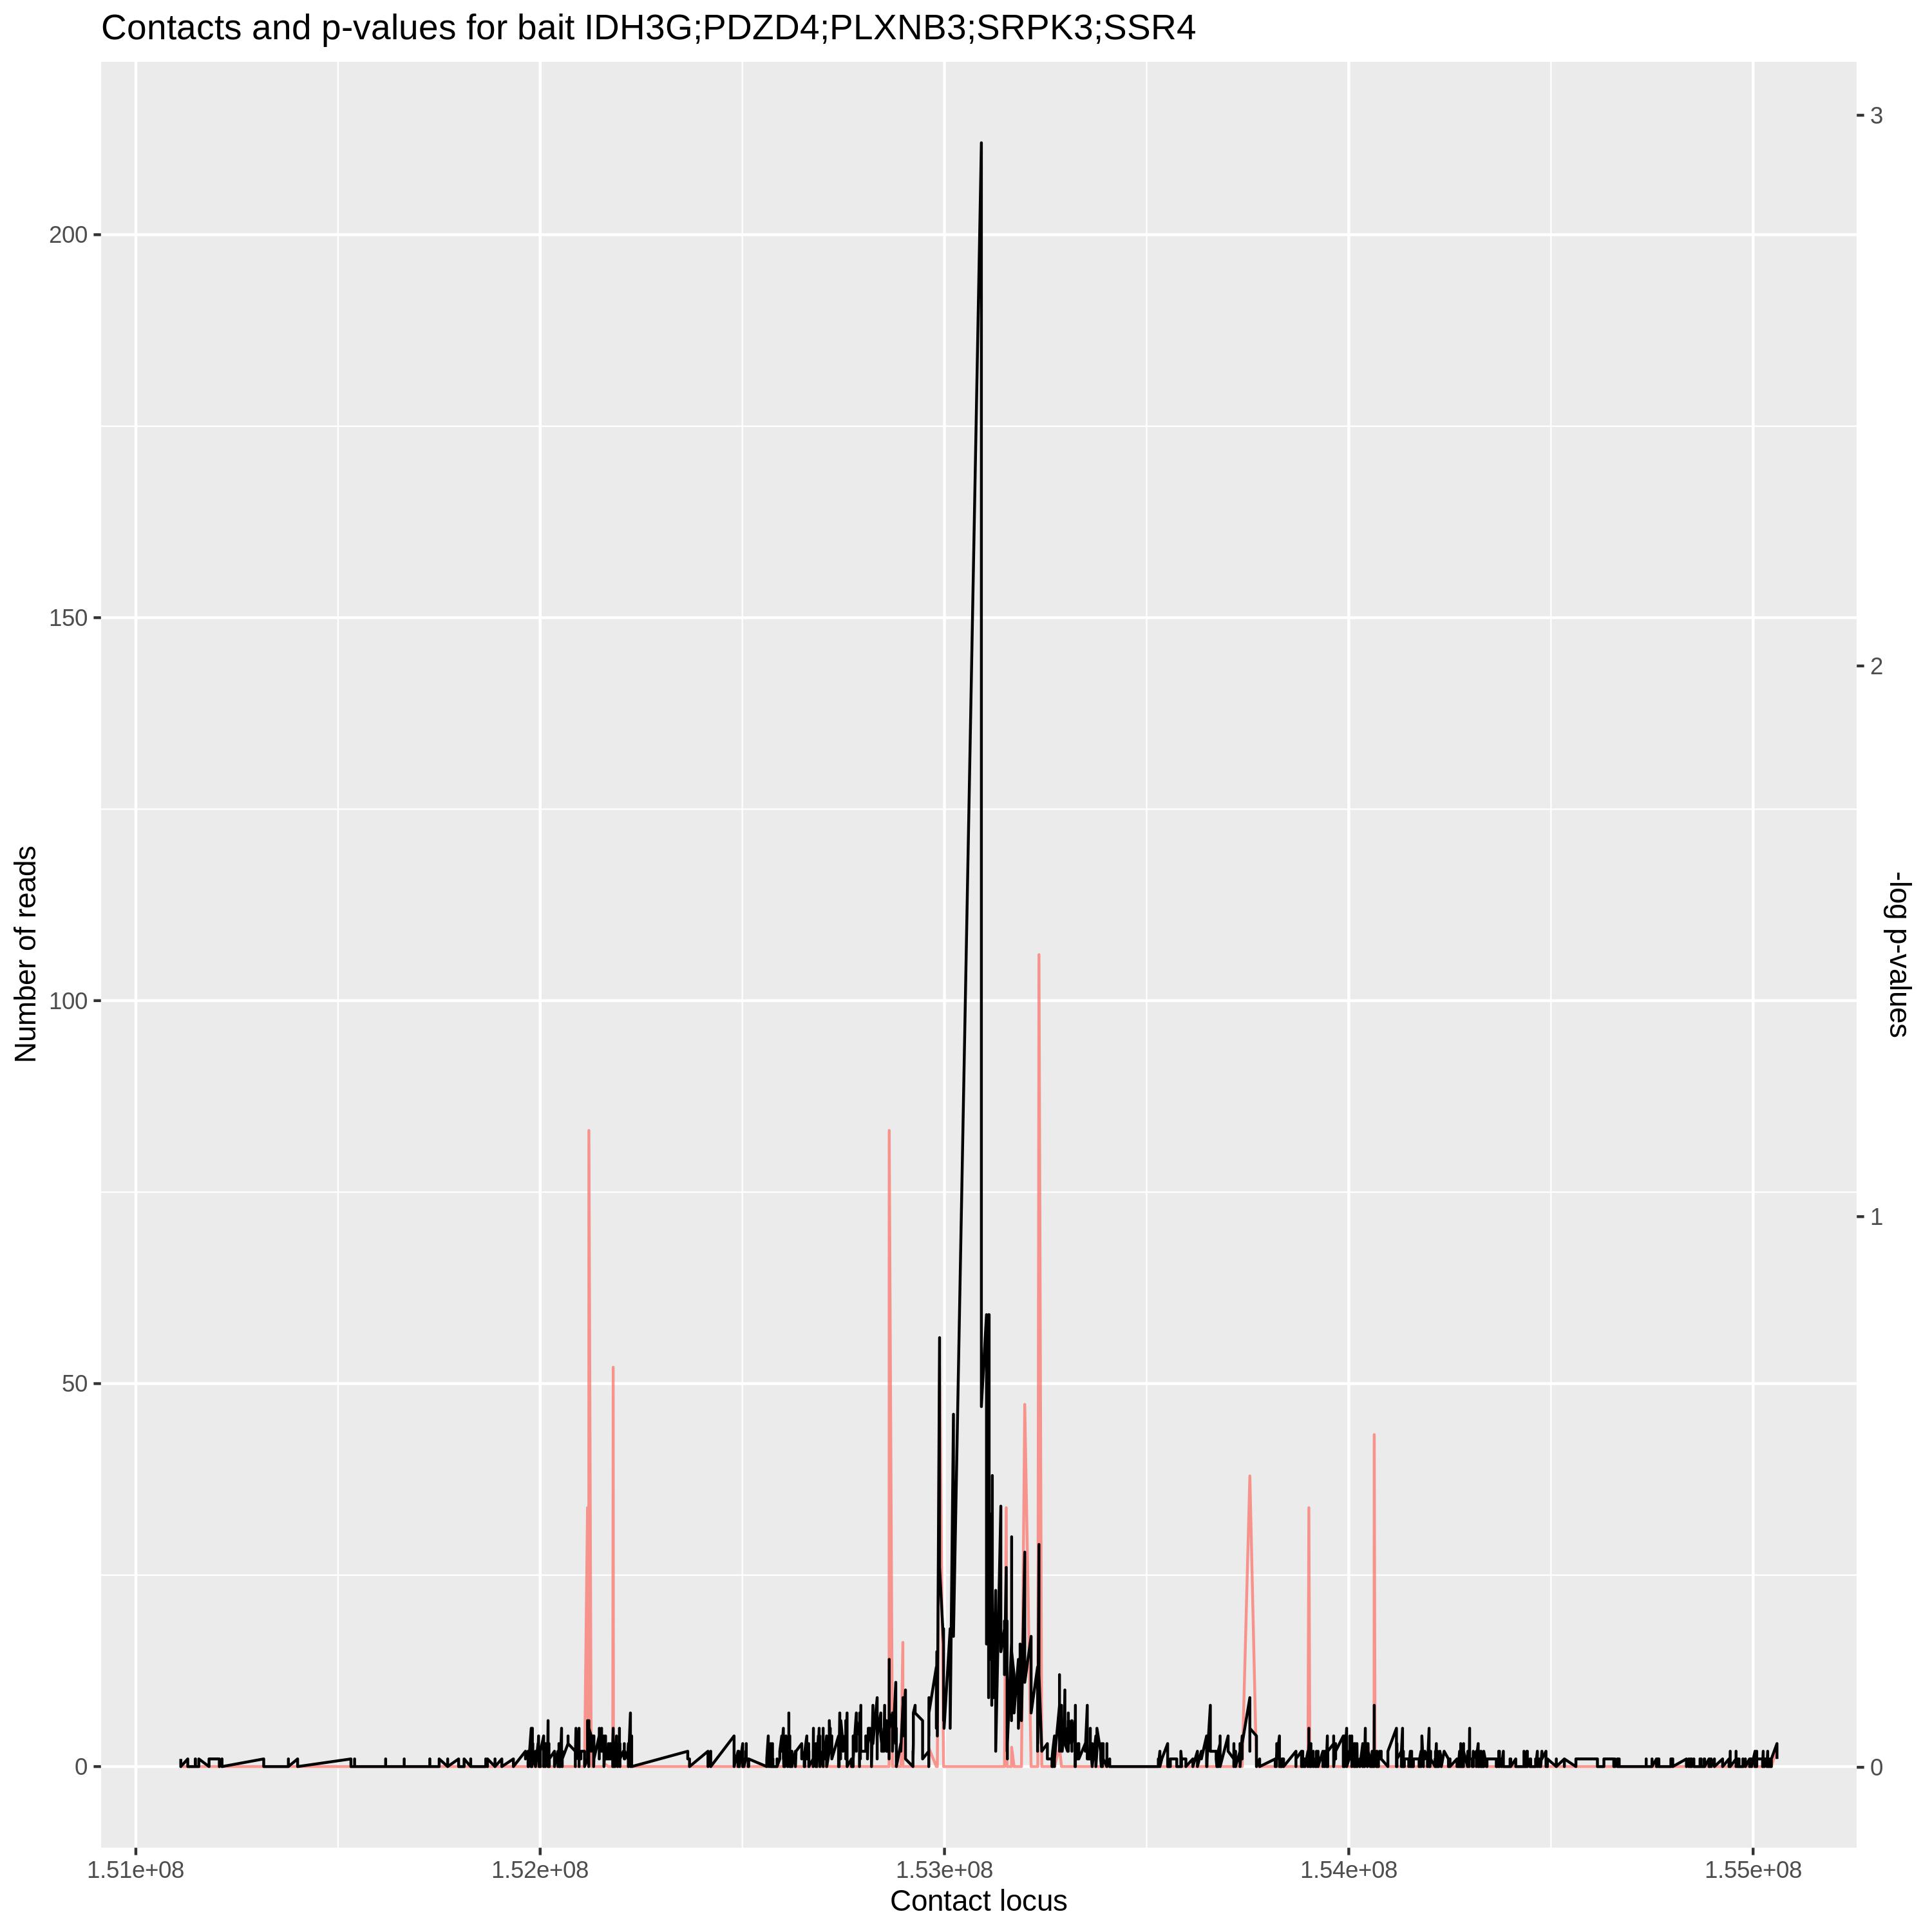 Contacts and p-values for bait IDH3G;PDZD4;PLXNB3;SRPK3;SSR4
Number of reads
200
150
100
50
0
3
2
1
0
-log p-values
1.51e+08 1.52e+08 1.53e+08 1.54e+08 1.55e+08
Contact locus